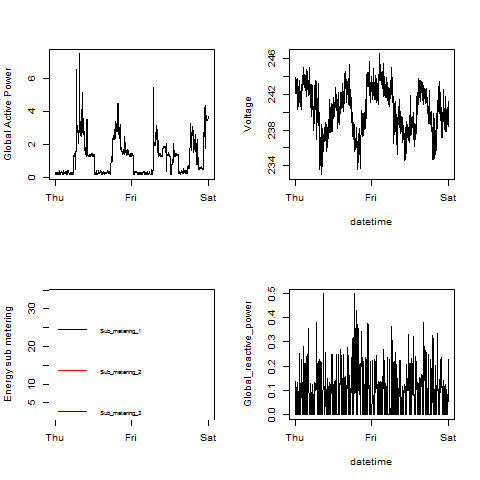 Global Active Power
0 2 4 6
Thu Fri Sat
Voltage
234 238 242 246
Thu Fri Sat
datetime
Energy sub metering
5 10 20 30
Sub_metering_1
Sub_metering_2
Sub_metering_3
Thu Fri Sat
Global_reactive_power
0.0 0.1 0.2 0.3 0.4 0.5
Thu Fri Sat
datetime